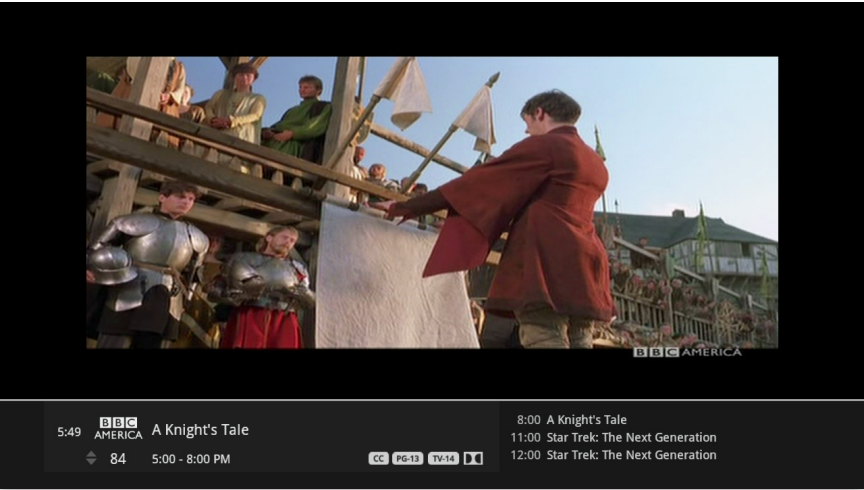 BBC AMERICA
5:49
BBC
AMERICA
A Knight's Tale
84
5:00 - 8:00 PM
CC
PG-13
TV-14
8:00 A Knight's Tale
11:00 Star Trek: The Next Generation
12:00 Star Trek: The Next Generation